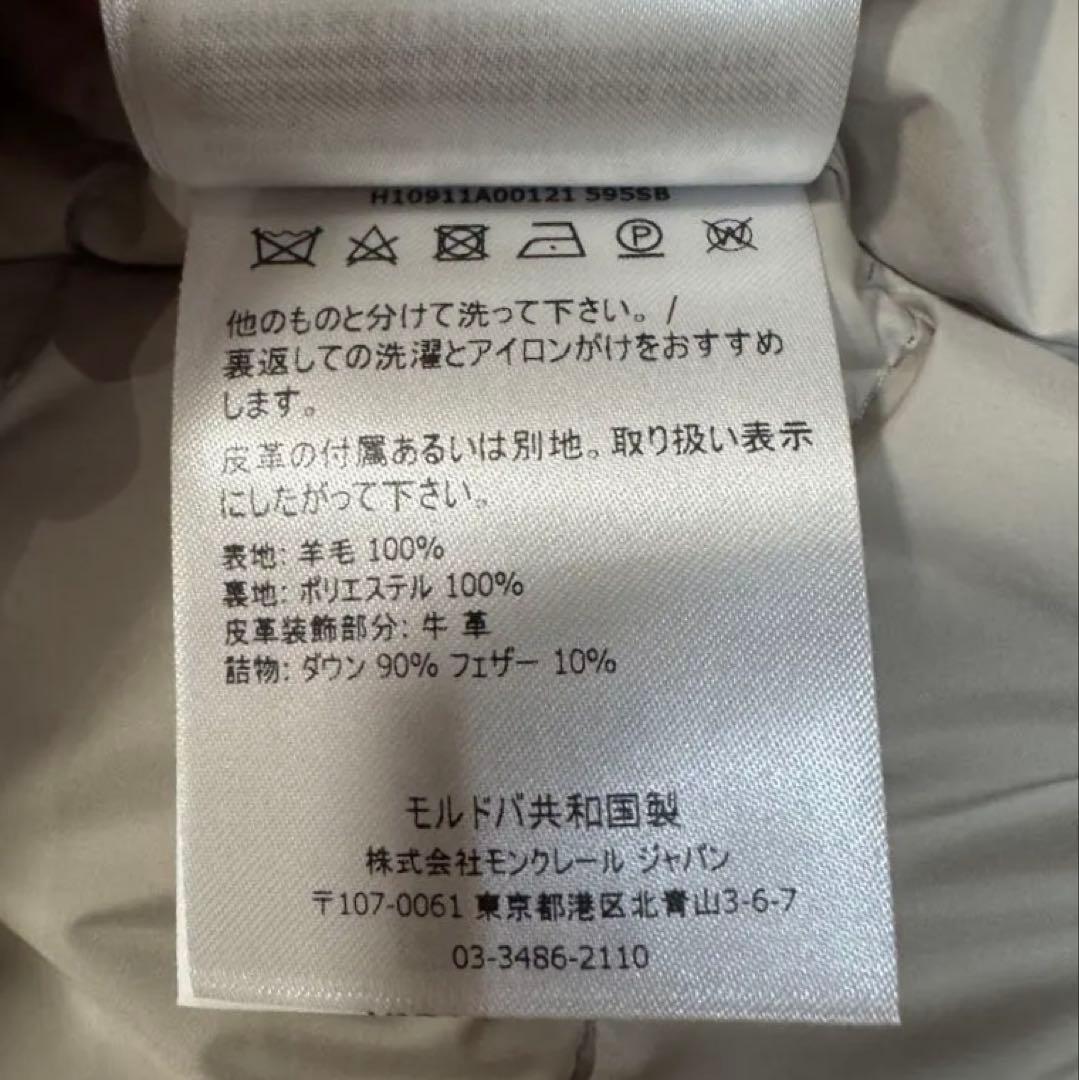 H10911A00121 595SB
P
W
他のものと分けて洗って下さい。/
裏返しての洗濯とアイロンがけをおすすめ
します。
皮革の付属あるいは別地。取り扱い表示
にしたがって下さい。
表地: 羊毛 100%
裏地: ポリエステル 100%
皮革装飾部分: 牛 革
詰物: ダウン 90% フェザー 10%
モルドバ共和国製
株式会社モンクレール ジャパン
〒107-0061 東京都港区北青山3-6-7
03-3486-2110